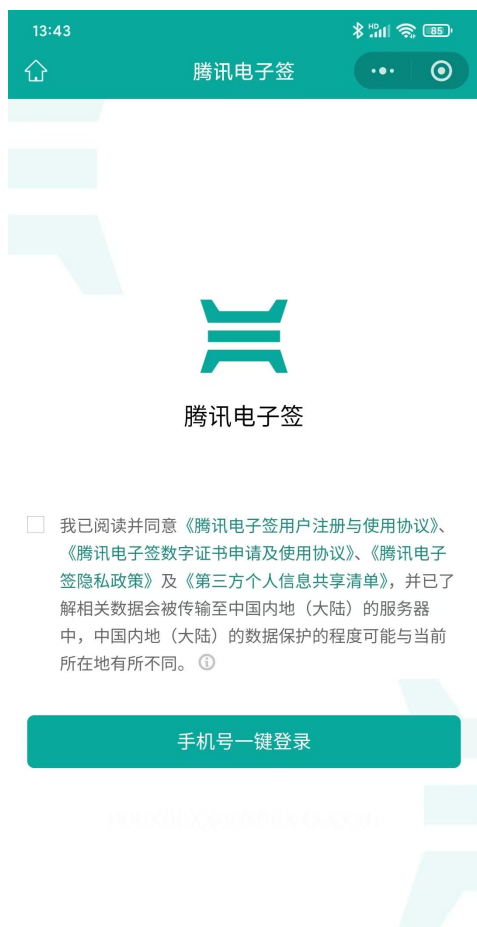 13:43
HD
85
腾讯电子签
腾讯电子签
我已阅读并同意《腾讯电子签用户注册与使用协议》、
《腾讯电子签数字证书申请及使用协议》、《腾讯电子
签隐私政策》及《第三方个人信息共享清单》，并已了
解相关数据会被传输至中国内地（大陆）的服务器
中，中国内地（大陆）的数据保护的程度可能与当前
所在地有所不同。
手机号一键登录